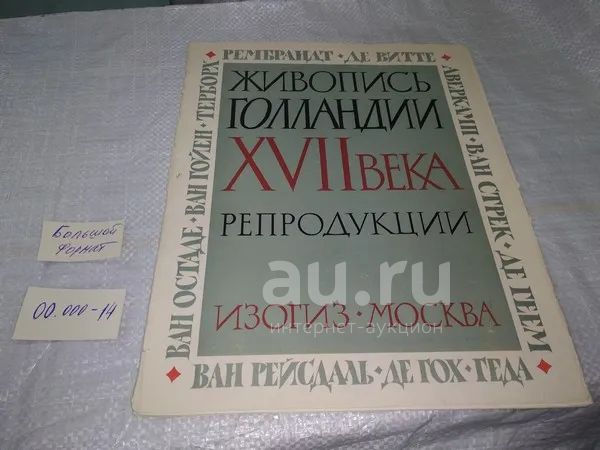 РЕМБРАНДТ · ДЕ ВИТТЕ
АВЕРКАМП · ВАН СТРЕК · ДЕ ГЕЕМ
ВАН РЕЙСДАЛЬ · ДЕ ГОХ · ГЕДА
ВАН ОСТАДЕ · ВАН ГОЙЕН · ТЕРБОРХ
ЖИВОПИСЬ
ГОЛЛАНДИИ
XVII ВЕКА
РЕПРОДУКЦИИ
ИЗОГИЗ · МОСКВА
Большой
формат
00.000-14
au.ru
интернет-аукцион